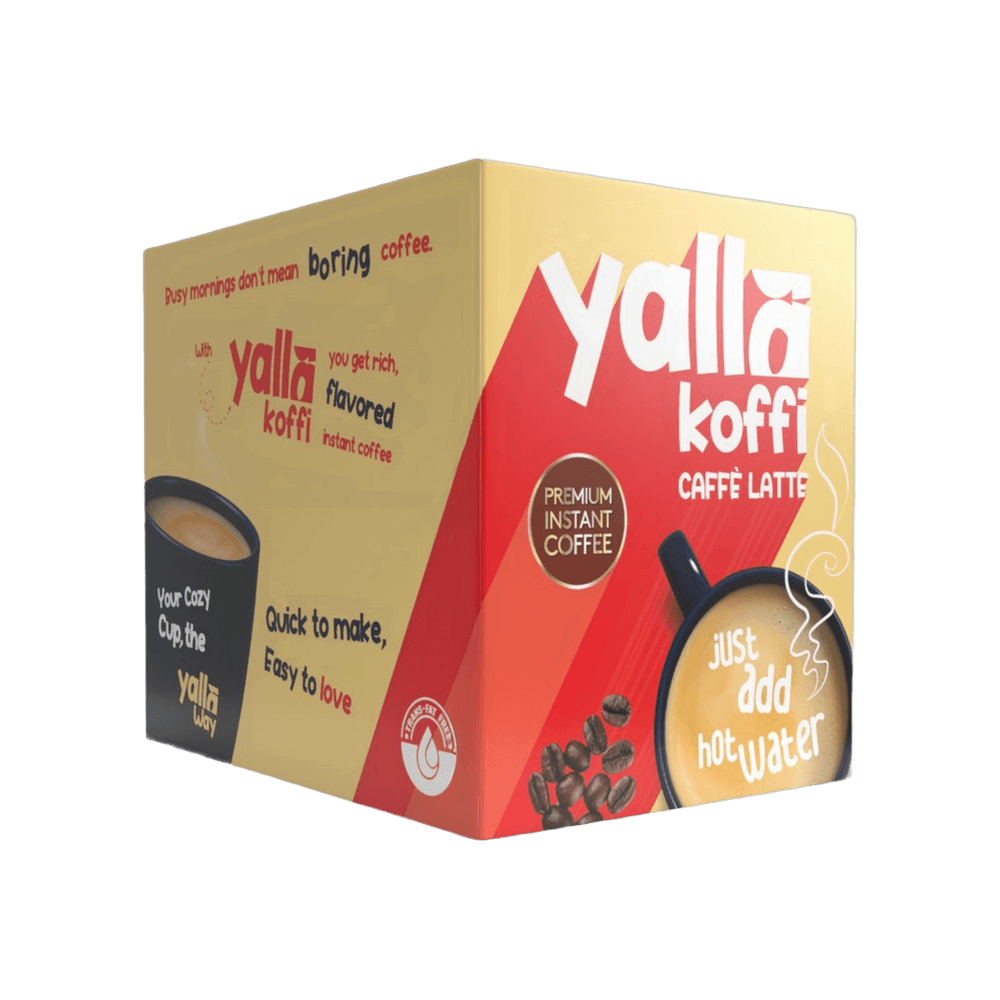 Busy mornings don't mean boring coffee.
with
yallā
koffi
you get rich,
flavored
instant coffee
Your Cozy
Cup, the
yallā
way
Quick to make,
Easy to love
TRANS-FAT FREE
yallā
koffi
CAFFÈ LATTE
PREMIUM
INSTANT
COFFEE
just
add
hot water